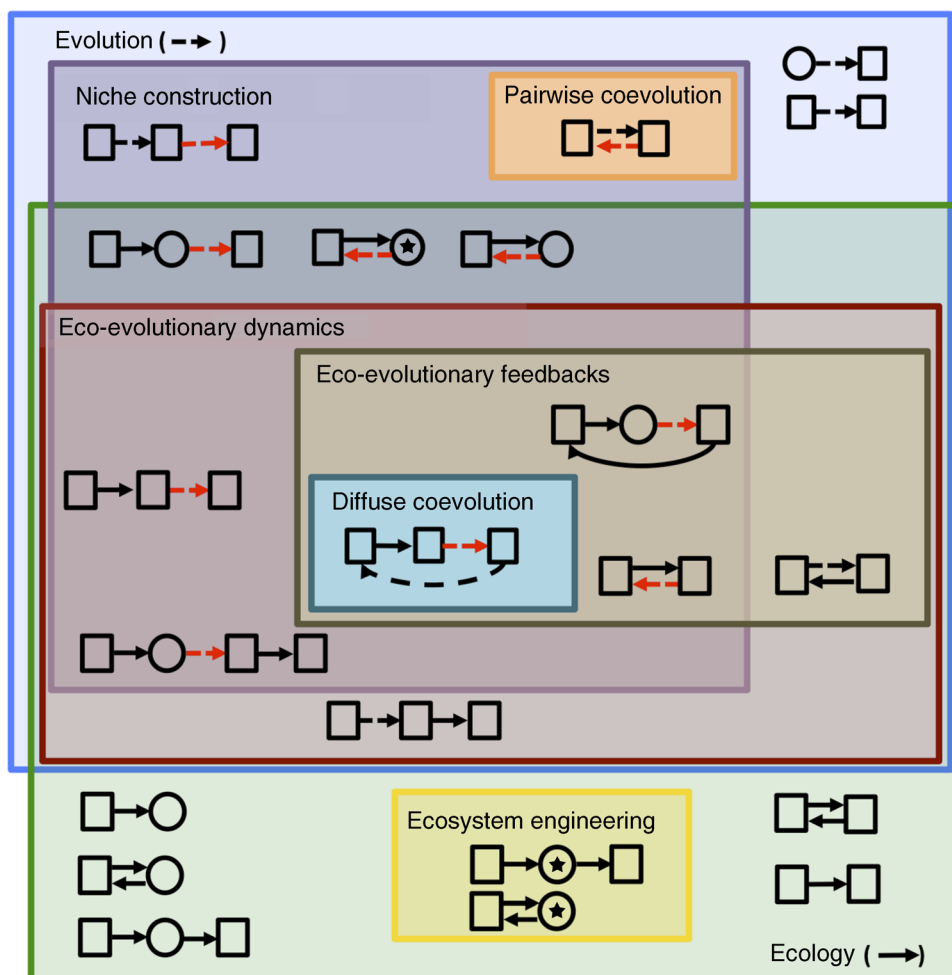 Evolution ( )
Niche construction
Pairwise coevolution
Eco-evolutionary dynamics
Eco-evolutionary feedbacks
Diffuse coevolution
Ecosystem engineering
Ecology ( )